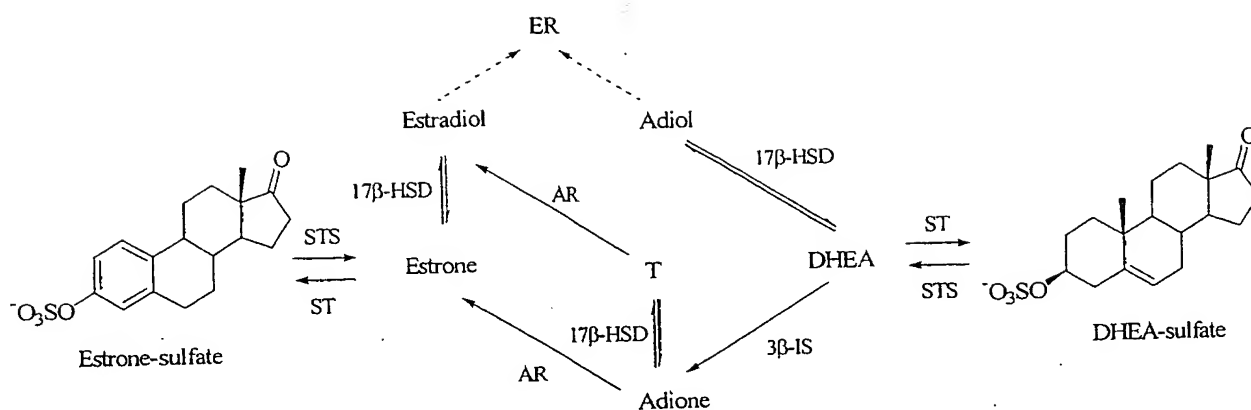 ER
Estradiol
Adiol
17β-HSD
17β-HSD
AR
O
⁻O₃SO
STS
ST
Estrone
T
DHEA
ST
STS
O
⁻O₃SO
17β-HSD
3β-IS
AR
Adione
Estrone-sulfate
DHEA-sulfate